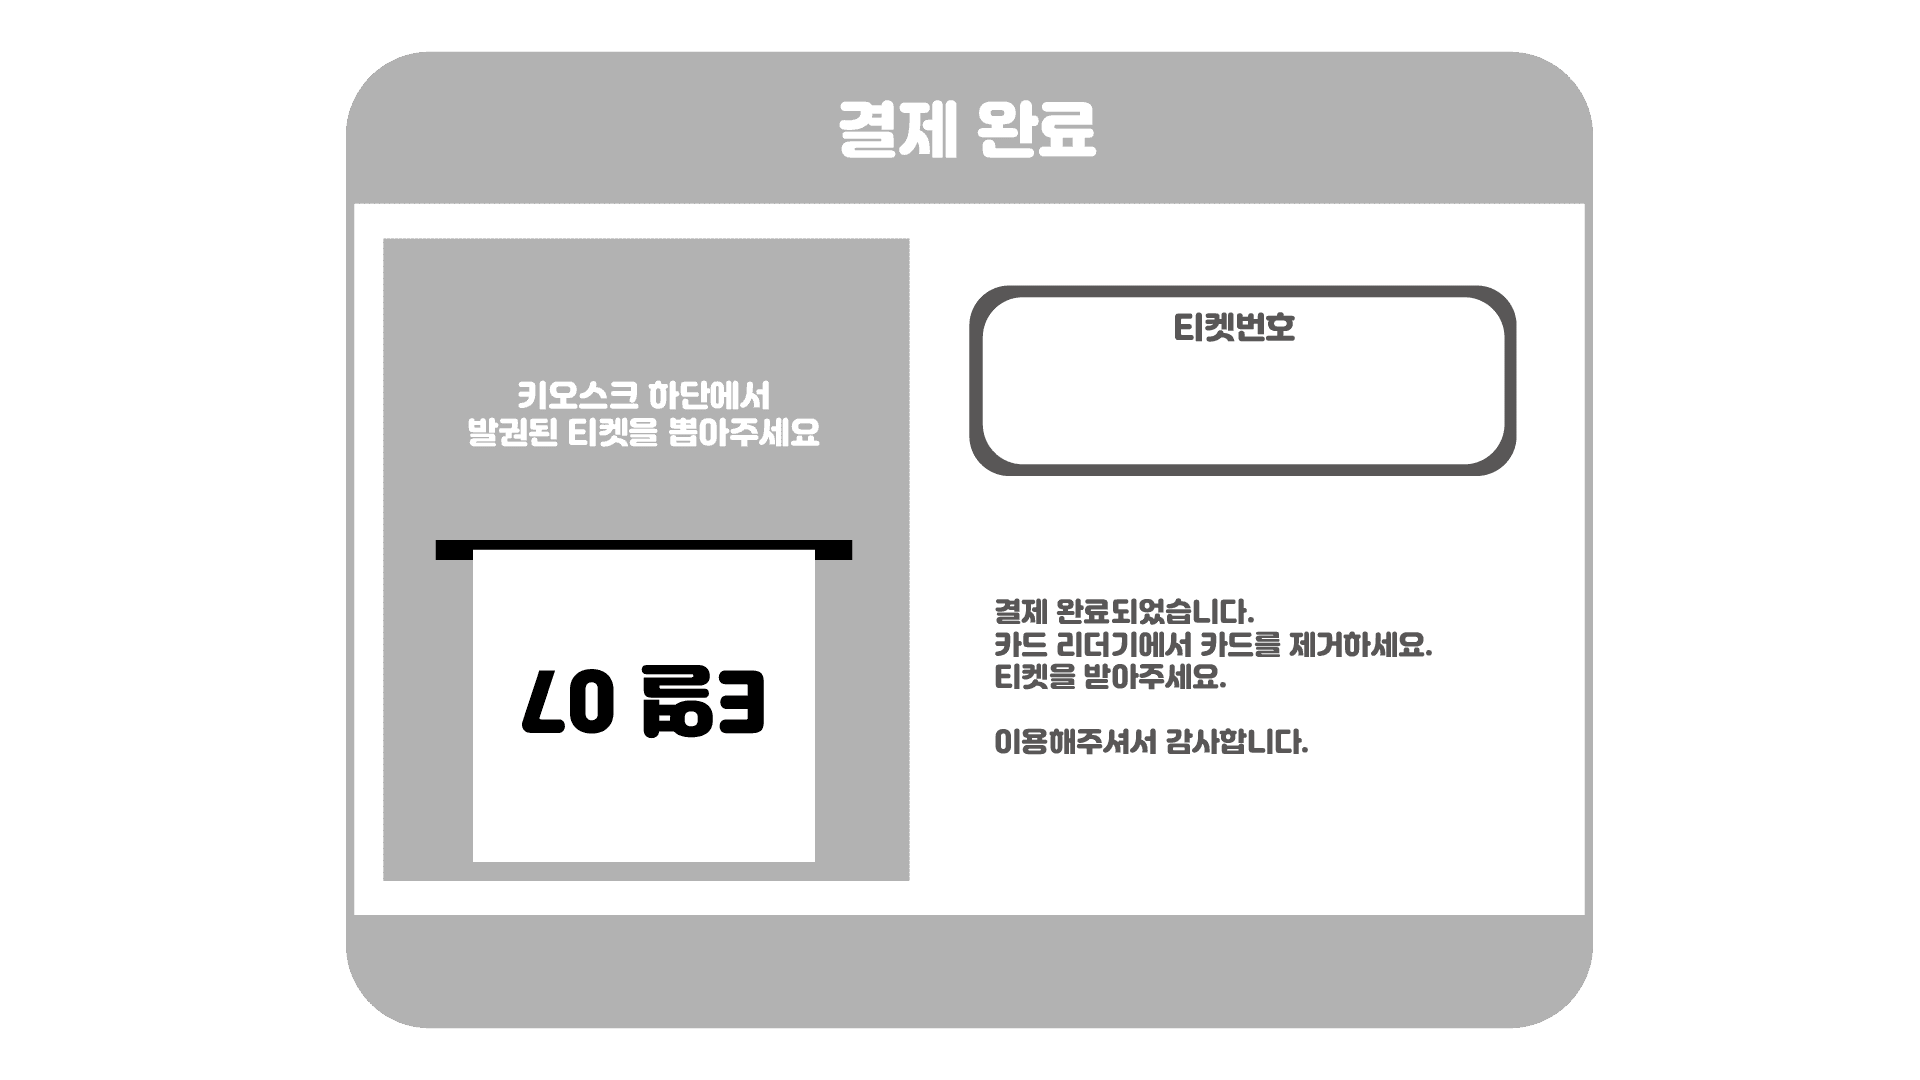 결제 완료
키오스크 하단에서
발권된 티켓을 뽑아주세요
E열 07
티켓번호
결제 완료되었습니다.
카드 리더기에서 카드를 제거하세요.
티켓을 받아주세요.
이용해주셔서 감사합니다.